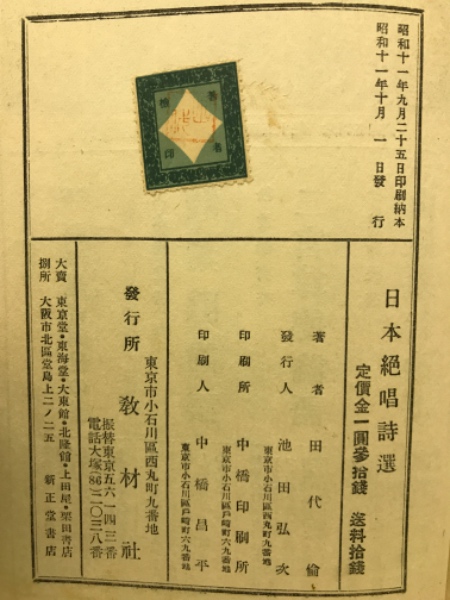 昭和十一年九月二十五日印刷納本
昭和十一年十月 一 日發 行
著 檢
者 印
日本絶唱詩選
定價金一圓參拾錢 送料拾錢
著 者 田 代 倫
發行人 池 田 弘 次
東京市小石川區西丸町九番地
印刷所 中 橋 印 刷 所
東京市小石川區戸崎町六九番地
印刷人 中 橋 昌 平
東京市小石川區戸崎町六九番地
發行所 教 材 社
東京市小石川區西丸町九番地
振替東京五六一四三番
電話大塚86二〇三八番
大賣 東京堂・東海堂・大東館・北隆館・上田屋・栗田書店
捌所 大阪市北區堂島上二ノ二五 新正堂書店